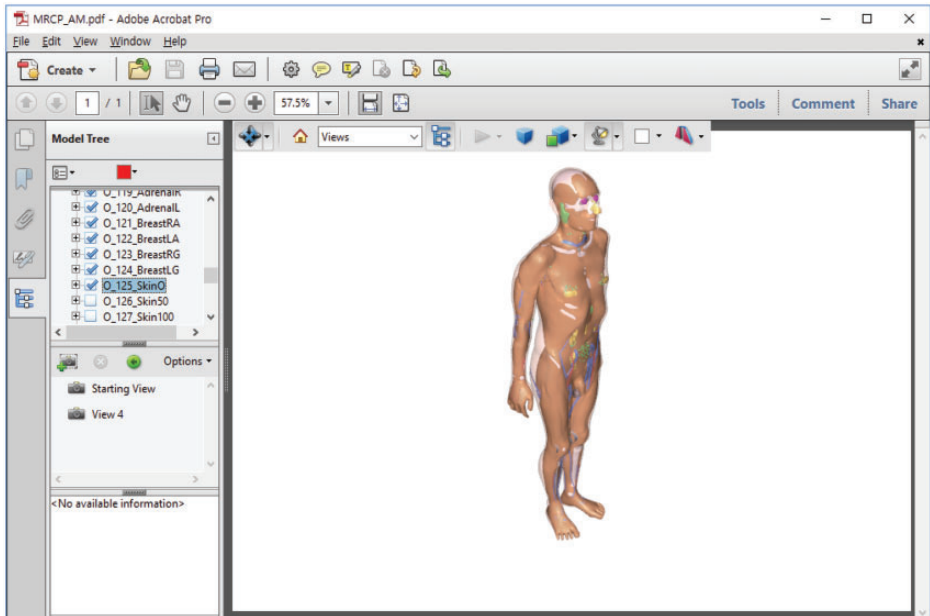 MRCP_AM.pdf - Adobe Acrobat Pro
File Edit View Window Help
Create
1 / 1 57.5% Tools Comment Share
Model Tree
Views
O_119_AdrenalR
O_120_AdrenalL
O_121_BreastRA
O_122_BreastLA
O_123_BreastRG
O_124_BreastLG
O_125_SkinO
O_126_Skin50
O_127_Skin100
Options
Starting View
View 4
<No available information>